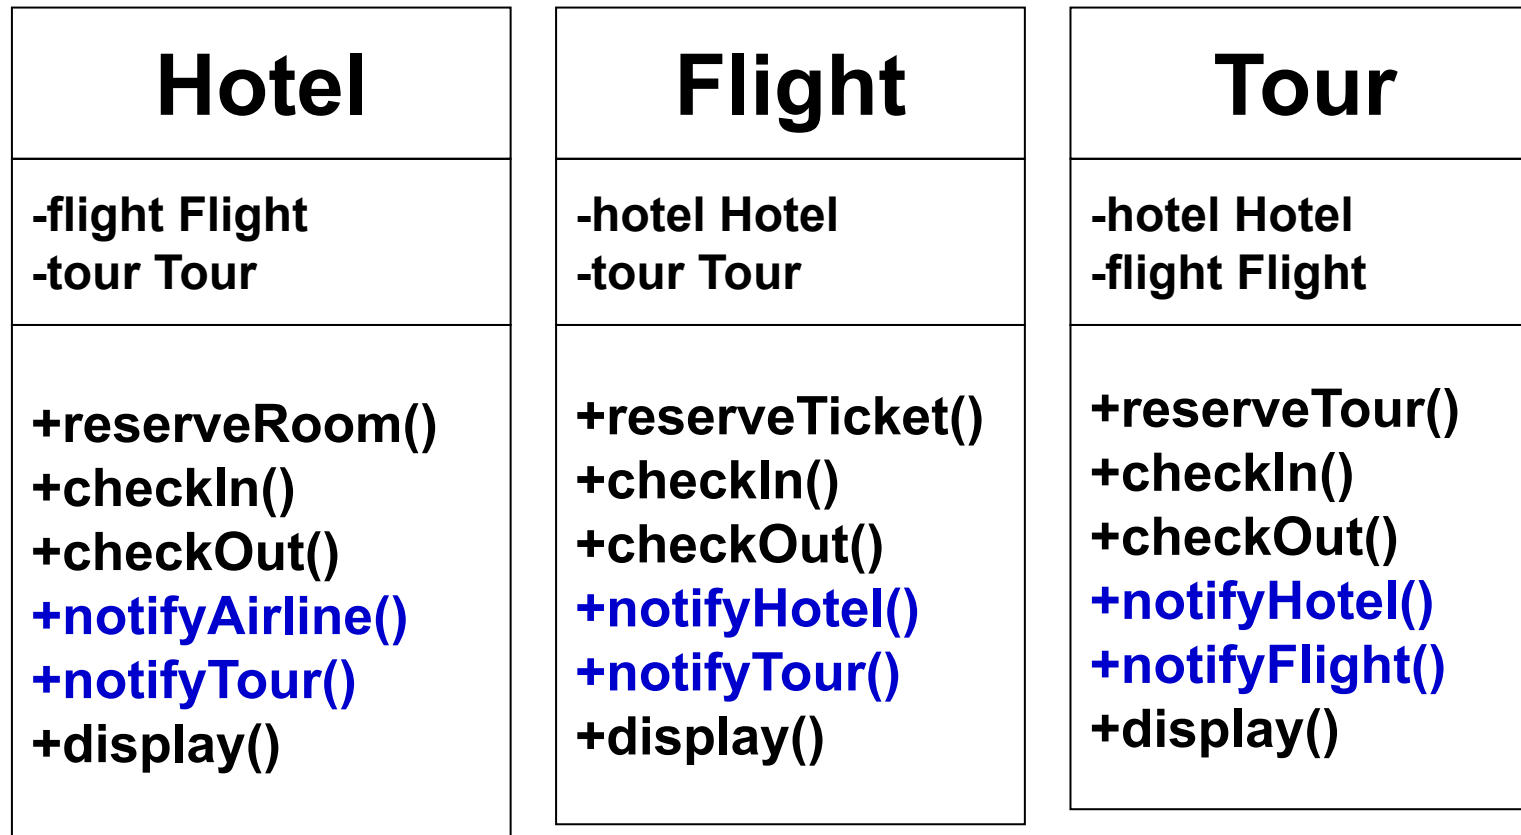 Hotel
-flight Flight
-tour Tour
+reserveRoom()
+checkIn()
+checkOut()
+notifyAirline()
+notifyTour()
+display()
Flight
-hotel Hotel
-tour Tour
+reserveTicket()
+checkIn()
+checkOut()
+notifyHotel()
+notifyTour()
+display()
Tour
-hotel Hotel
-flight Flight
+reserveTour()
+checkIn()
+checkOut()
+notifyHotel()
+notifyFlight()
+display()